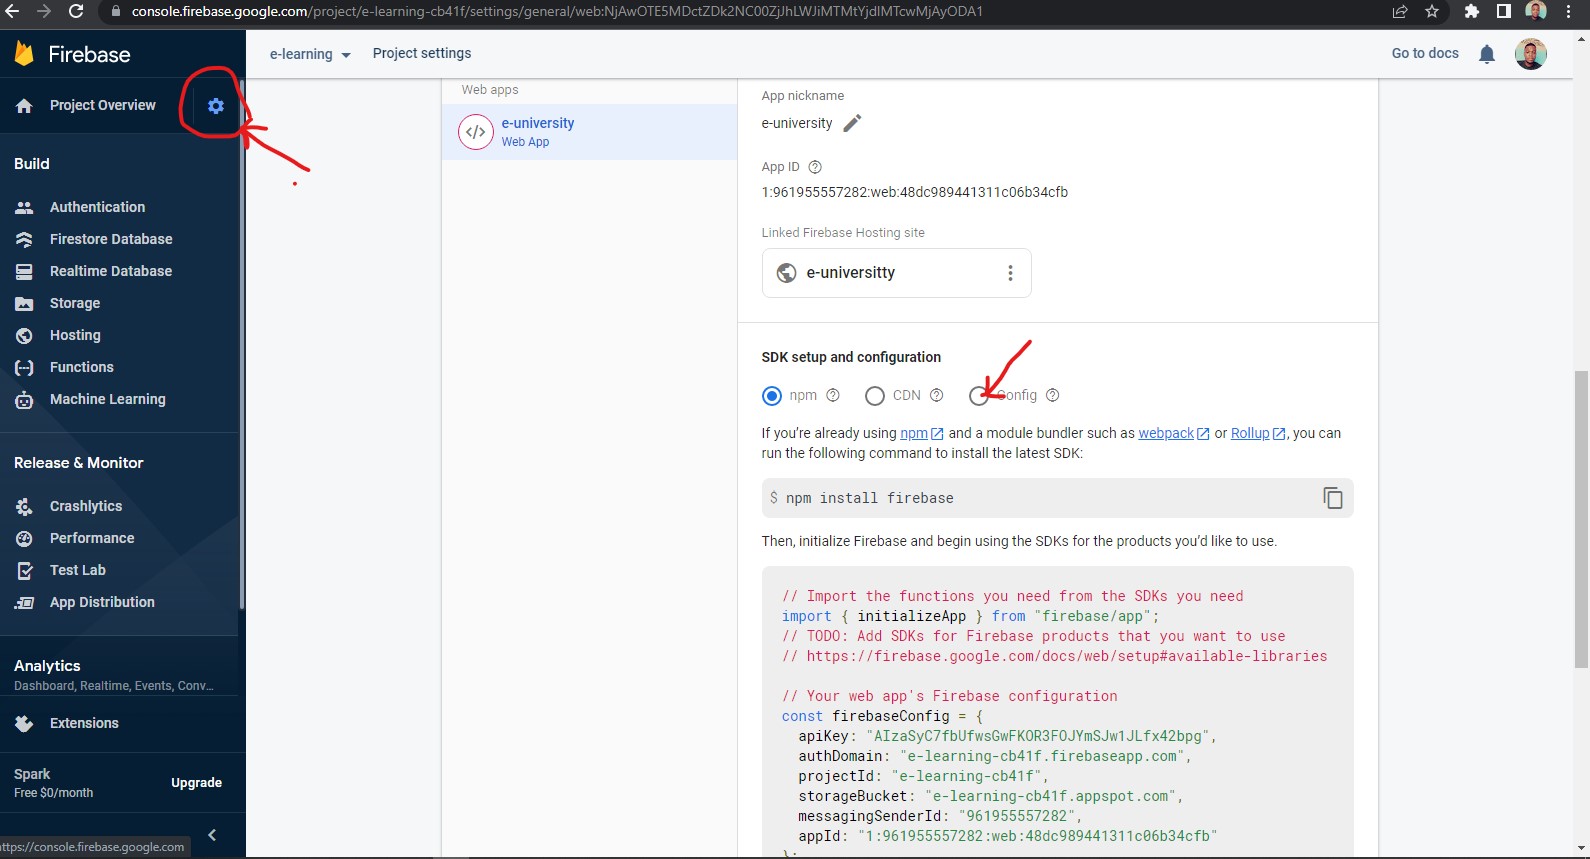 console.firebase.google.com/project/e-learning-cb41f/settings/general/web:NjAwOTE5MDctZDk2NC00ZjJhLWJiMTMtYjdlMTcwMjAyODA1
Firebase
e-learning
Project settings
Go to docs
Project Overview
Build
Authentication
Firestore Database
Realtime Database
Storage
Hosting
Functions
Machine Learning
Release & Monitor
Crashlytics
Performance
Test Lab
App Distribution
Analytics
Dashboard, Realtime, Events, Conv...
Extensions
Spark
Free $0/month
Upgrade
ttps://console.firebase.google.com
Web apps
</> e-university
Web App
App nickname
e-university
App ID
1:961955557282:web:48dc989441311c06b34cfb
Linked Firebase Hosting site
e-universitty
SDK setup and configuration
npm CDN Config
If you’re already using npm and a module bundler such as webpack or Rollup, you can
run the following command to install the latest SDK:
$ npm install firebase
Then, initialize Firebase and begin using the SDKs for the products you’d like to use.
// Import the functions you need from the SDKs you need
import { initializeApp } from "firebase/app";
// TODO: Add SDKs for Firebase products that you want to use
// https://firebase.google.com/docs/web/setup#available-libraries
// Your web app's Firebase configuration
const firebaseConfig = {
apiKey: "AIzaSyC7fbUfwsGwFKOR3FOJYmSJw1JLfx42bpg",
authDomain: "e-learning-cb41f.firebaseapp.com",
projectId: "e-learning-cb41f",
storageBucket: "e-learning-cb41f.appspot.com",
messagingSenderId: "961955557282",
appId: "1:961955557282:web:48dc989441311c06b34cfb"
};